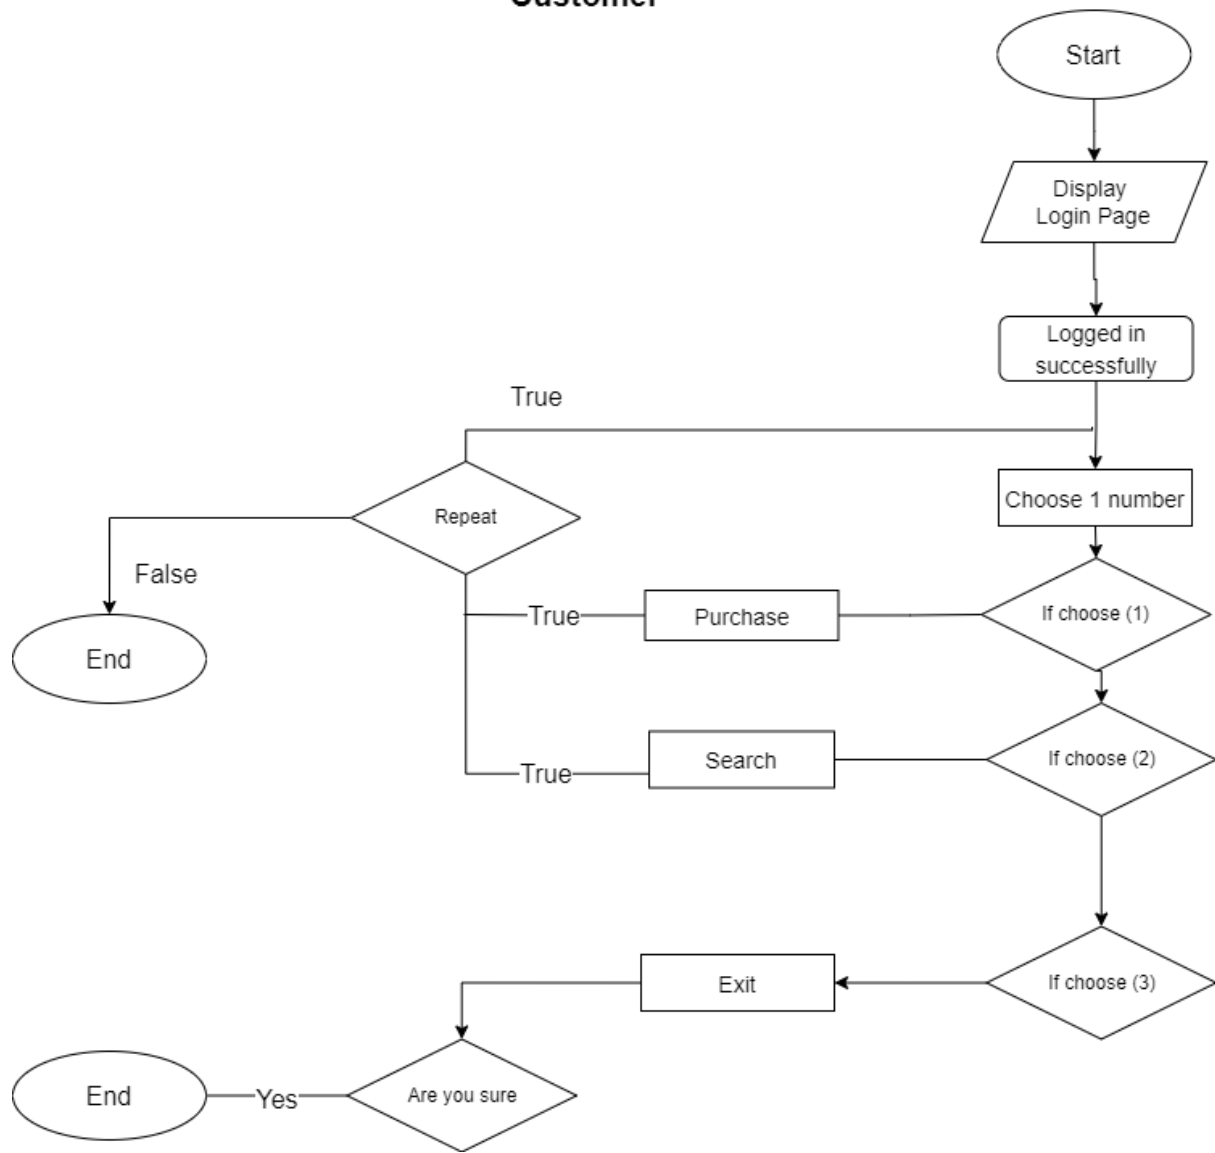 Customer
Start
Display
Login Page
Logged in
successfully
True
Choose 1 number
Repeat
False
If choose (1)
True
Purchase
End
If choose (2)
Search
True
If choose (3)
Exit
Are you sure
Yes
End